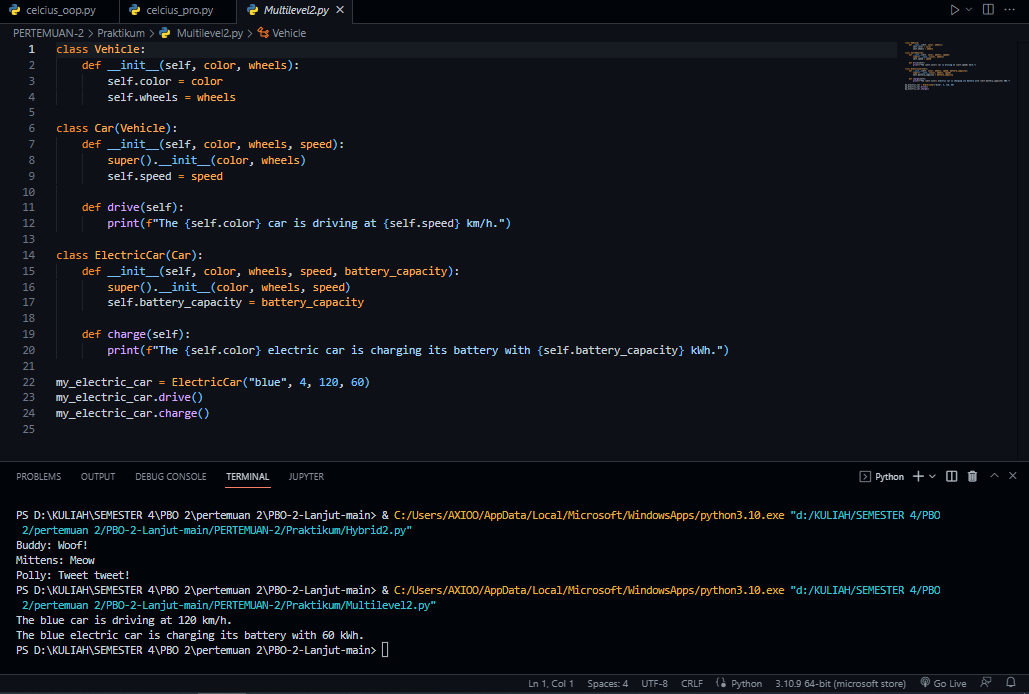 celcius_oop.py celcius_pro.py Multilevel2.py
PERTEMUAN-2 > Praktikum > Multilevel2.py > Vehicle
1 class Vehicle:
2     def __init__(self, color, wheels):
3         self.color = color
4         self.wheels = wheels
5
6 class Car(Vehicle):
7     def __init__(self, color, wheels, speed):
8         super().__init__(color, wheels)
9         self.speed = speed
10
11     def drive(self):
12         print(f"The {self.color} car is driving at {self.speed} km/h.")
13
14 class ElectricCar(Car):
15     def __init__(self, color, wheels, speed, battery_capacity):
16         super().__init__(color, wheels, speed)
17         self.battery_capacity = battery_capacity
18
19     def charge(self):
20         print(f"The {self.color} electric car is charging its battery with {self.battery_capacity} kWh.")
21
22 my_electric_car = ElectricCar("blue", 4, 120, 60)
23 my_electric_car.drive()
24 my_electric_car.charge()
25
PROBLEMS OUTPUT DEBUG CONSOLE TERMINAL JUPYTER Python
PS D:\KULIAH\SEMESTER 4\PBO 2\pertemuan 2\PBO-2-Lanjut-main> & C:/Users/AXIOO/AppData/Local/Microsoft/WindowsApps/python3.10.exe "d:/KULIAH/SEMESTER 4/PBO
2/pertemuan 2/PBO-2-Lanjut-main/PERTEMUAN-2/Praktikum/Hybrid2.py"
Buddy: Woof!
Mittens: Meow
Polly: Tweet tweet!
PS D:\KULIAH\SEMESTER 4\PBO 2\pertemuan 2\PBO-2-Lanjut-main> & C:/Users/AXIOO/AppData/Local/Microsoft/WindowsApps/python3.10.exe "d:/KULIAH/SEMESTER 4/PBO
2/pertemuan 2/PBO-2-Lanjut-main/PERTEMUAN-2/Praktikum/Multilevel2.py"
The blue car is driving at 120 km/h.
The blue electric car is charging its battery with 60 kWh.
PS D:\KULIAH\SEMESTER 4\PBO 2\pertemuan 2\PBO-2-Lanjut-main>
Ln 1, Col 1 Spaces: 4 UTF-8 CRLF Python 3.10.9 64-bit (microsoft store) Go Live